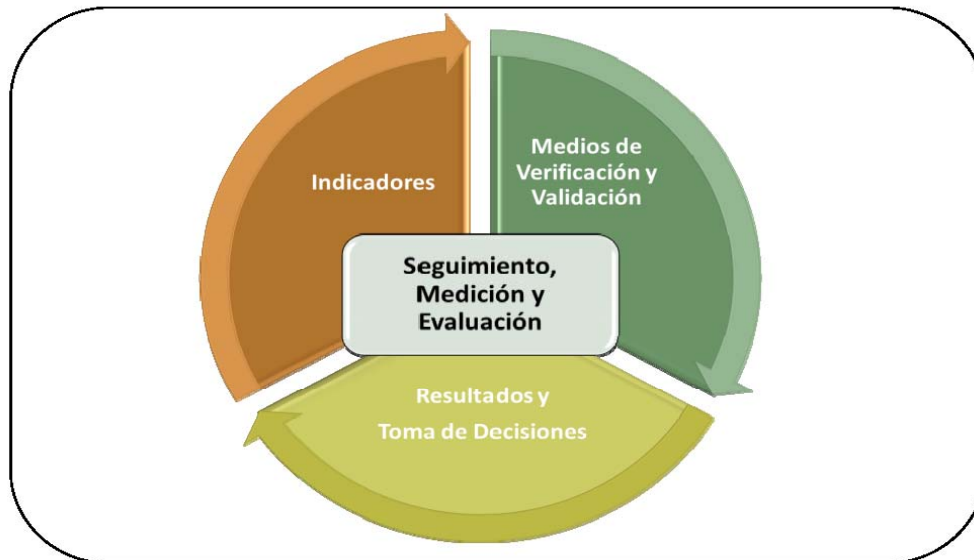 Indicadores
Medios de
Verificación y
Validación
Seguimiento,
Medición y
Evaluación
Resultados y
Toma de Decisiones